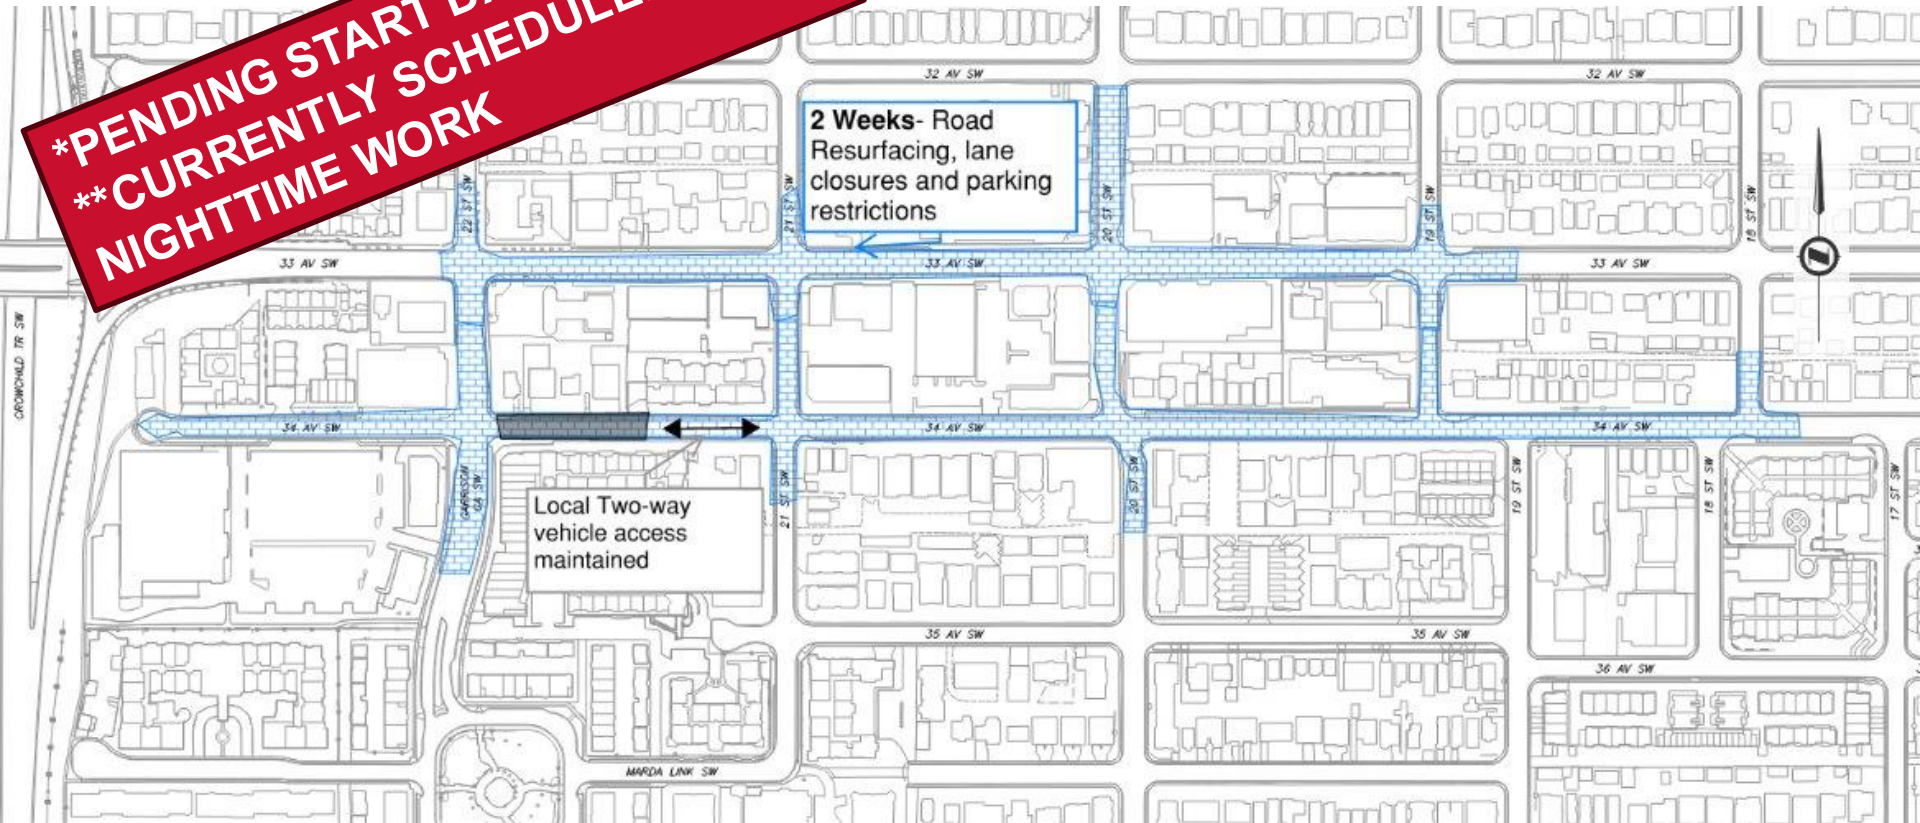 *PENDING START
**CURRENTLY SCHEDULE
NIGHTTIME WORK
32 AV SW
32 AV SW
2 Weeks- Road
Resurfacing, lane
closures and parking
restrictions
22 ST SW
21 ST SW
20 ST SW
19 ST SW
18 ST SW
33 AV SW
33 AV SW
33 AV SW
CROWCHILD TR SW
34 AV SW
34 AV SW
34 AV SW
GARRISON
GA SW
21 ST SW
20 ST SW
19 ST SW
18 ST SW
17 ST SW
Local Two-way
vehicle access
maintained
35 AV SW
35 AV SW
36 AV SW
MARDA LINK SW